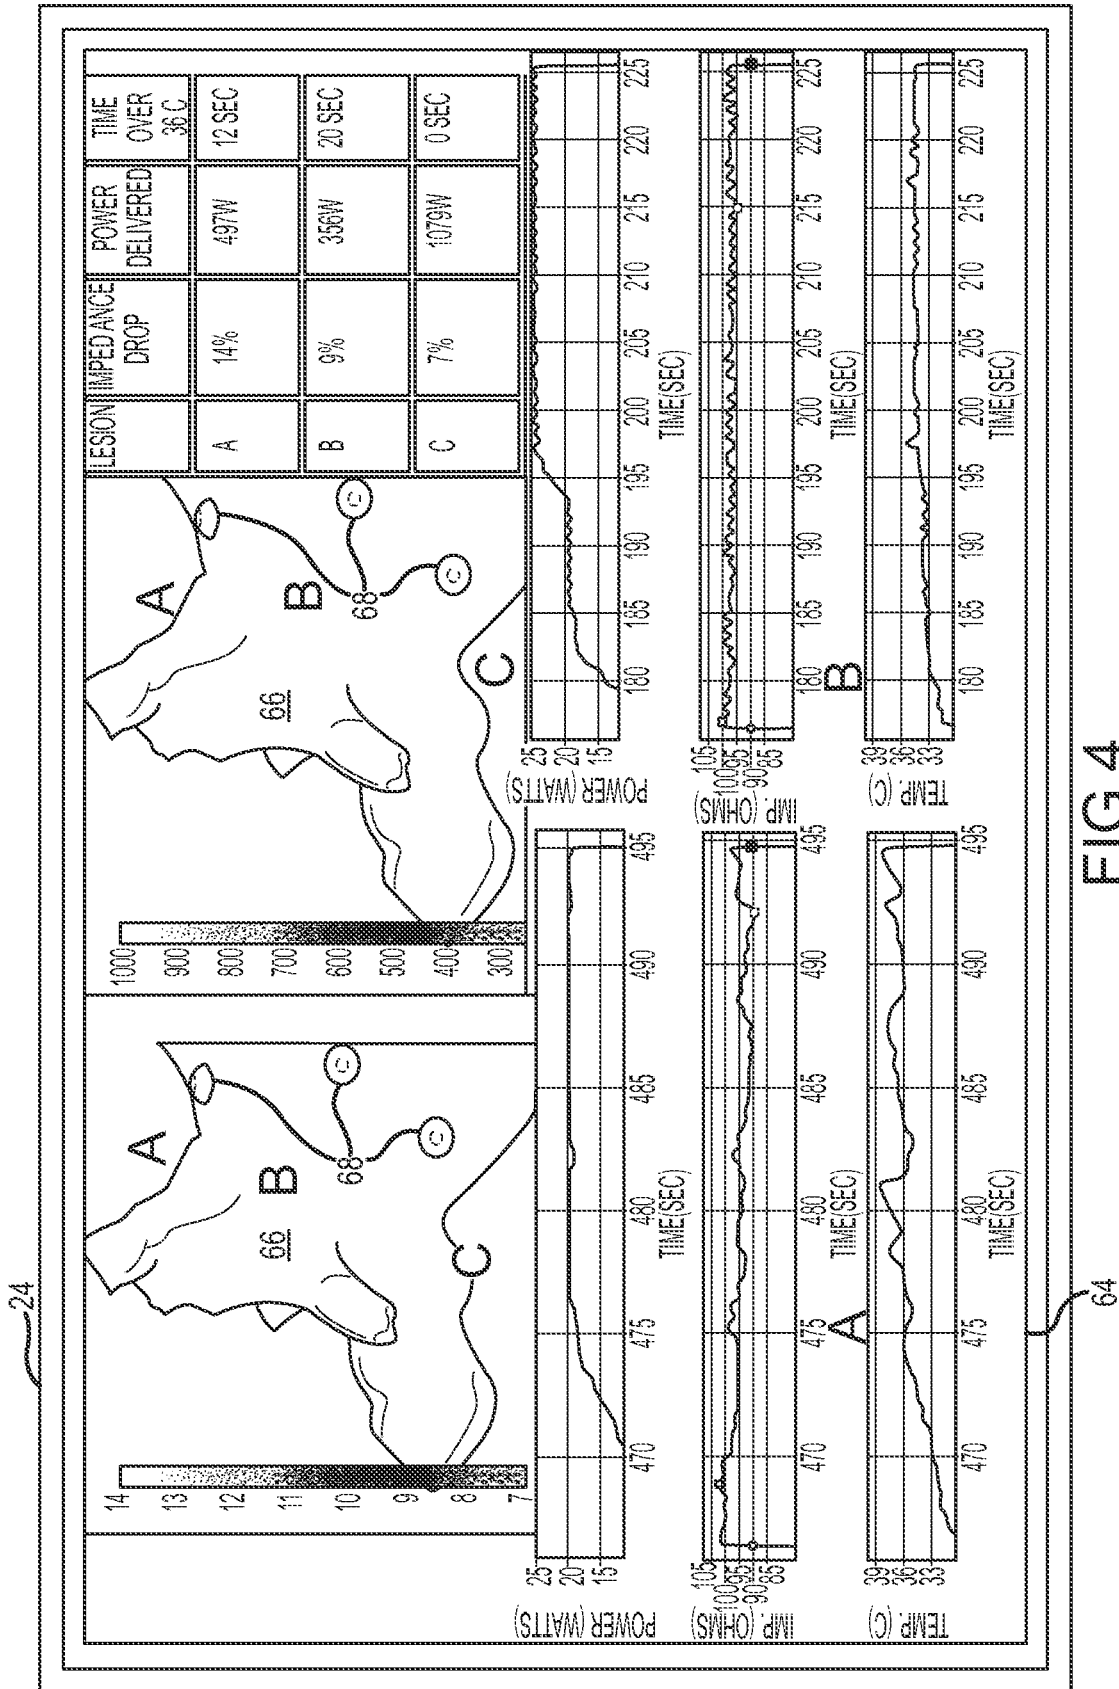 24
14
13
12
11
10
9
8
7
A
B
66
68
C
C
C
1000
900
800
700
600
500
400
300
A
B
66
68
C
C
C
LESION
IMPEDANCE DROP
POWER DELIVERED
TIME OVER 36 C
A 14% 497W 12 SEC
B 9% 356W 20 SEC
C 7% 1079W 0 SEC
POWER (WATTS)
25
20
15
470 475 480 485 490 495
TIME(SEC)
IMP. (OHMS)
105
100
95
90
85
470 475 480 485 490 495
TIME(SEC)
A
TEMP. (C)
39
36
33
470 475 480 485 490 495
TIME(SEC)
POWER (WATTS)
25
20
15
180 185 190 195 200 205 210 215 220 225
TIME(SEC)
IMP. (OHMS)
105
100
95
90
85
180 185 190 195 200 205 210 215 220 225
TIME(SEC)
B
TEMP. (C)
39
36
33
180 185 190 195 200 205 210 215 220 225
TIME(SEC)
64
FIG 4